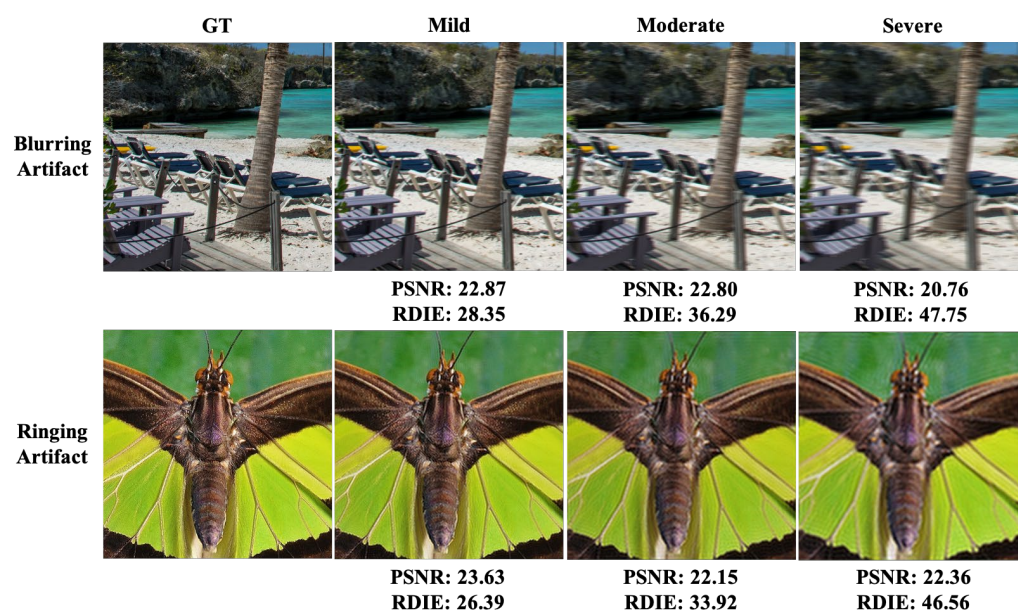 GT Mild Moderate Severe
Blurring
Artifact
PSNR: 22.87 PSNR: 22.80 PSNR: 20.76
RDIE: 28.35 RDIE: 36.29 RDIE: 47.75
Ringing
Artifact
PSNR: 23.63 PSNR: 22.15 PSNR: 22.36
RDIE: 26.39 RDIE: 33.92 RDIE: 46.56